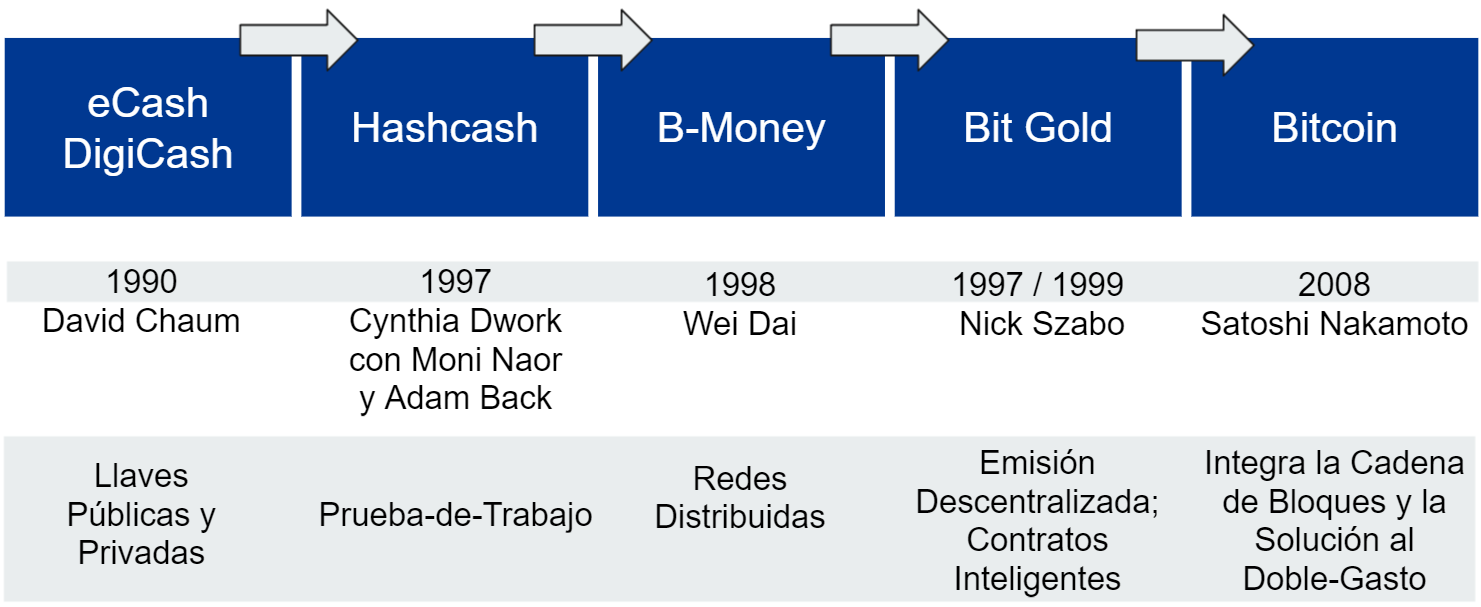 eCash
DigiCash
Hashcash
B-Money
Bit Gold
Bitcoin
1990
David Chaum
1997
Cynthia Dwork
con Moni Naor
y Adam Back
1998
Wei Dai
1997 / 1999
Nick Szabo
2008
Satoshi Nakamoto
Llaves
Públicas y
Privadas
Prueba-de-Trabajo
Redes
Distribuidas
Emisión
Descentralizada;
Contratos
Inteligentes
Integra la Cadena
de Bloques y la
Solución al
Doble-Gasto